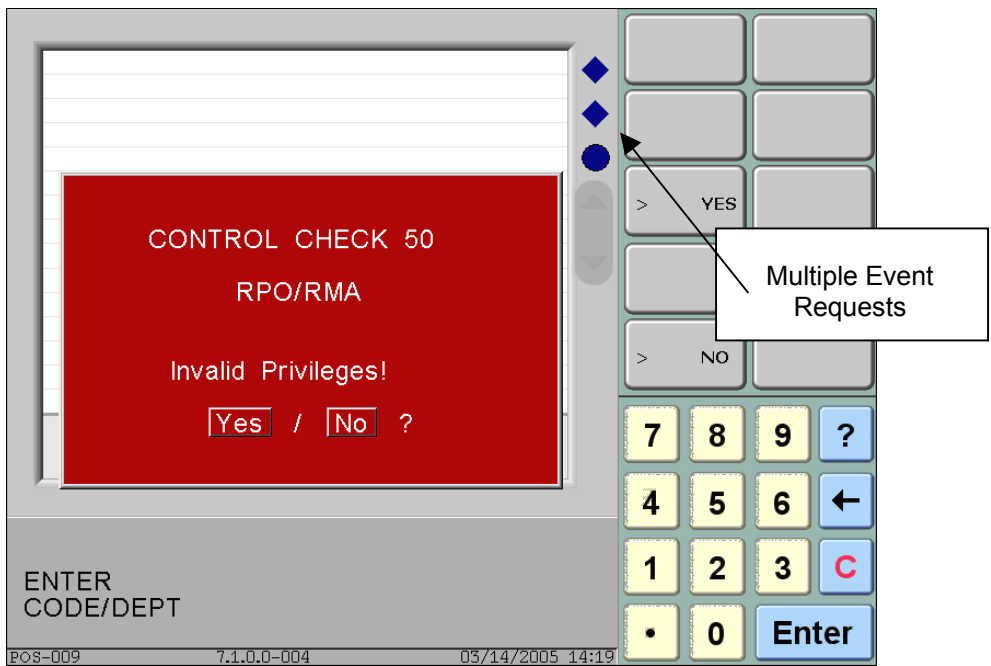 CONTROL CHECK 50
RPO/RMA
Invalid Privileges!
Yes / No ?
ENTER
CODE/DEPT
POS-009 7.1.0.0-004 03/14/2005 14:19
> YES
> NO
Multiple Event
Requests
7 8 9 ?
4 5 6 ←
1 2 3 C
. 0 Enter